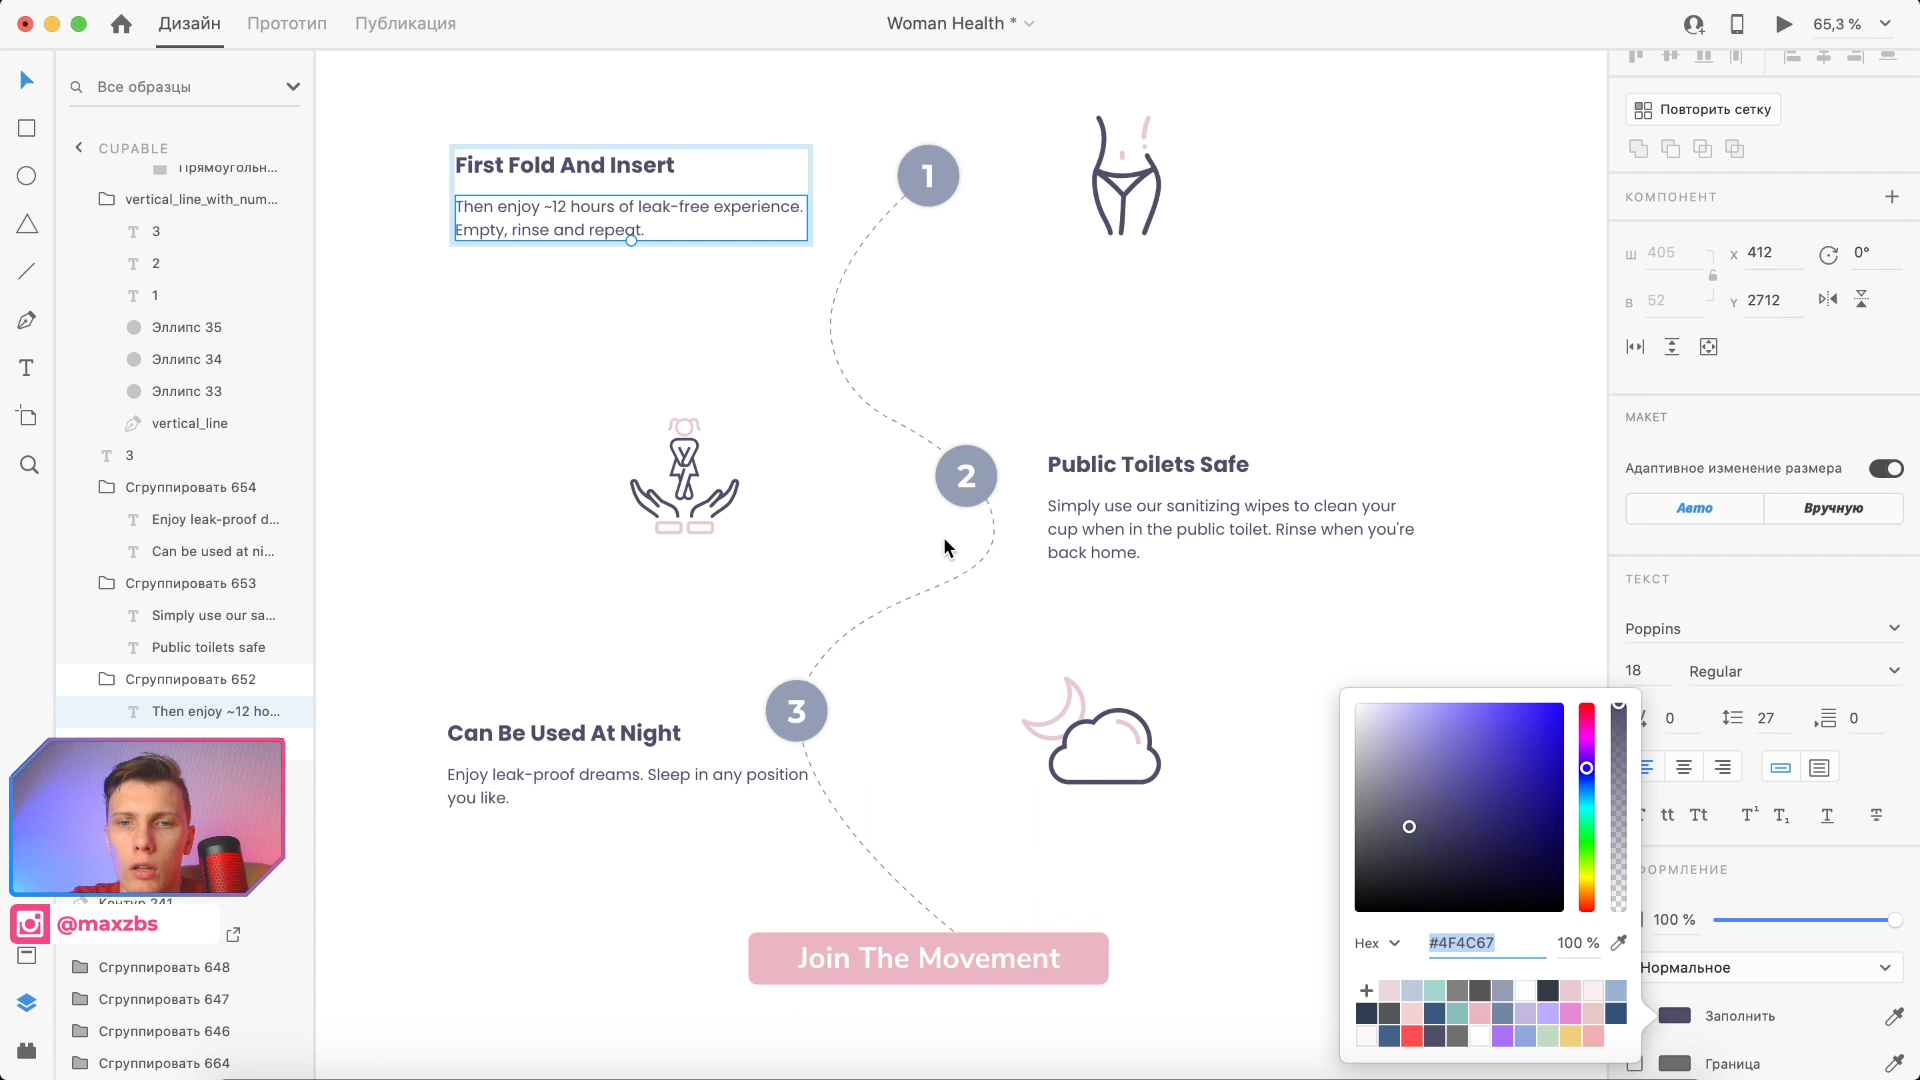 Дизайн
Прототип
Публикация
Woman Health *
65,3 %
Все образцы
CUPABLE
Прямоугольн...
vertical_line_with_num...
T 3
T 2
T 1
Эллипс 35
Эллипс 34
Эллипс 33
vertical_line
T 3
Сгруппировать 654
T Enjoy leak-proof d...
T Can be used at ni...
Сгруппировать 653
T Simply use our sa...
T Public toilets safe
Сгруппировать 652
T Then enjoy ~12 ho...
Контур 241
@maxzbs
Сгруппировать 648
Сгруппировать 647
Сгруппировать 646
Сгруппировать 664
First Fold And Insert
Then enjoy ~12 hours of leak-free experience.
Empty, rinse and repeat.
1
2
Public Toilets Safe
Simply use our sanitizing wipes to clean your
cup when in the public toilet. Rinse when you're
back home.
3
Can Be Used At Night
Enjoy leak-proof dreams. Sleep in any position
you like.
Join The Movement
Повторить сетку
КОМПОНЕНТ
Ш 405
X 412
0°
В 52
Y 2712
МАКЕТ
Адаптивное изменение размера
Авто
Вручную
ТЕКСТ
Poppins
18
Regular
0
27
0
tt
Tt
T¹
T₁
T
T
100 %
Нормальное
Заполнить
Граница
Hex
#4F4C67
100 %